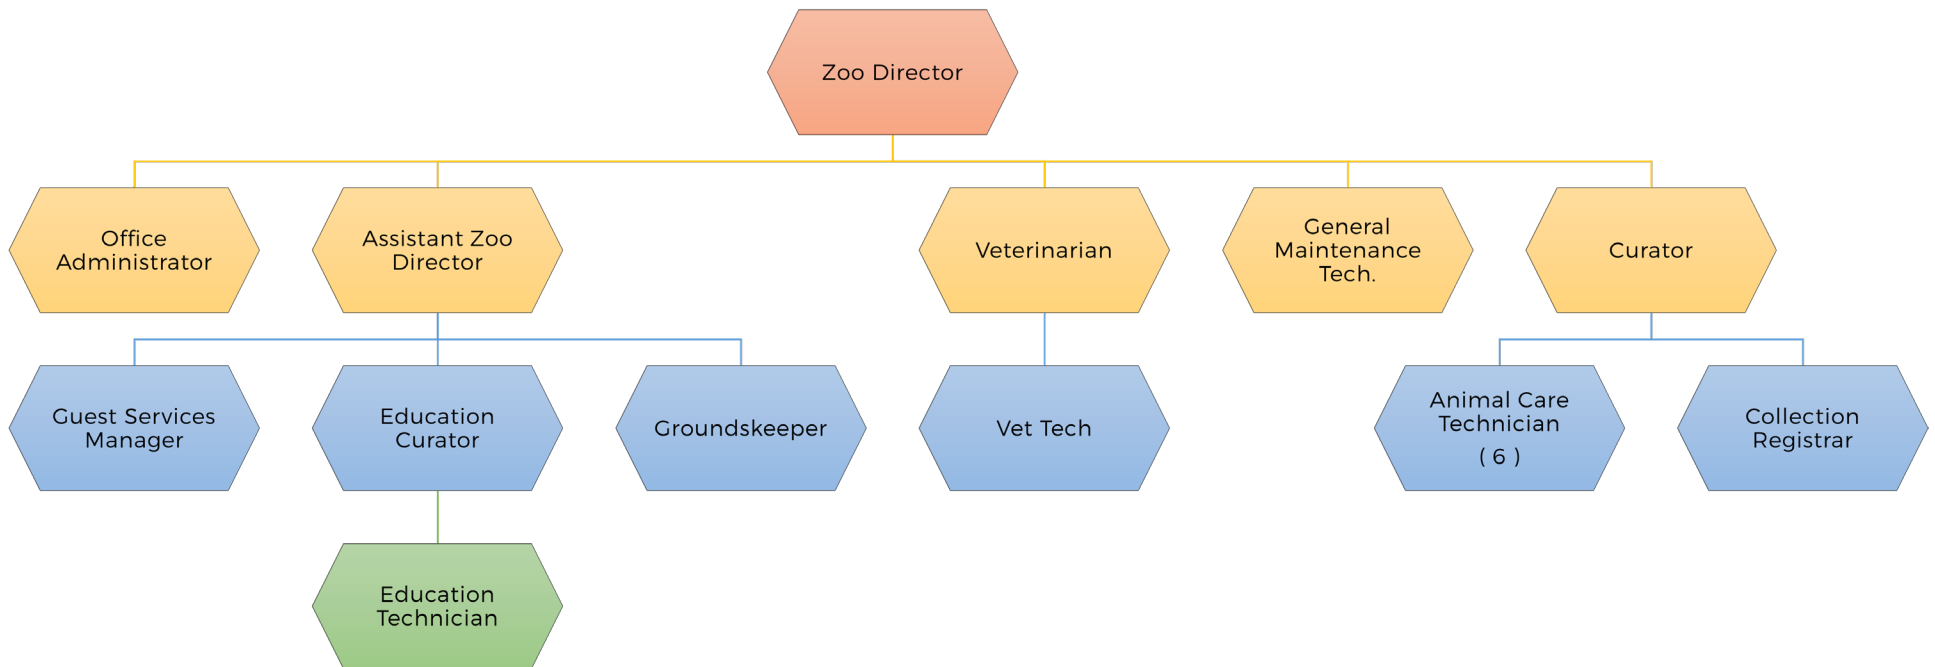 Zoo Director
Office
Administrator
Assistant Zoo
Director
Veterinarian
General
Maintenance
Tech.
Curator
Guest Services
Manager
Education
Curator
Groundskeeper
Vet Tech
Animal Care
Technician
( 6 )
Collection
Registrar
Education
Technician